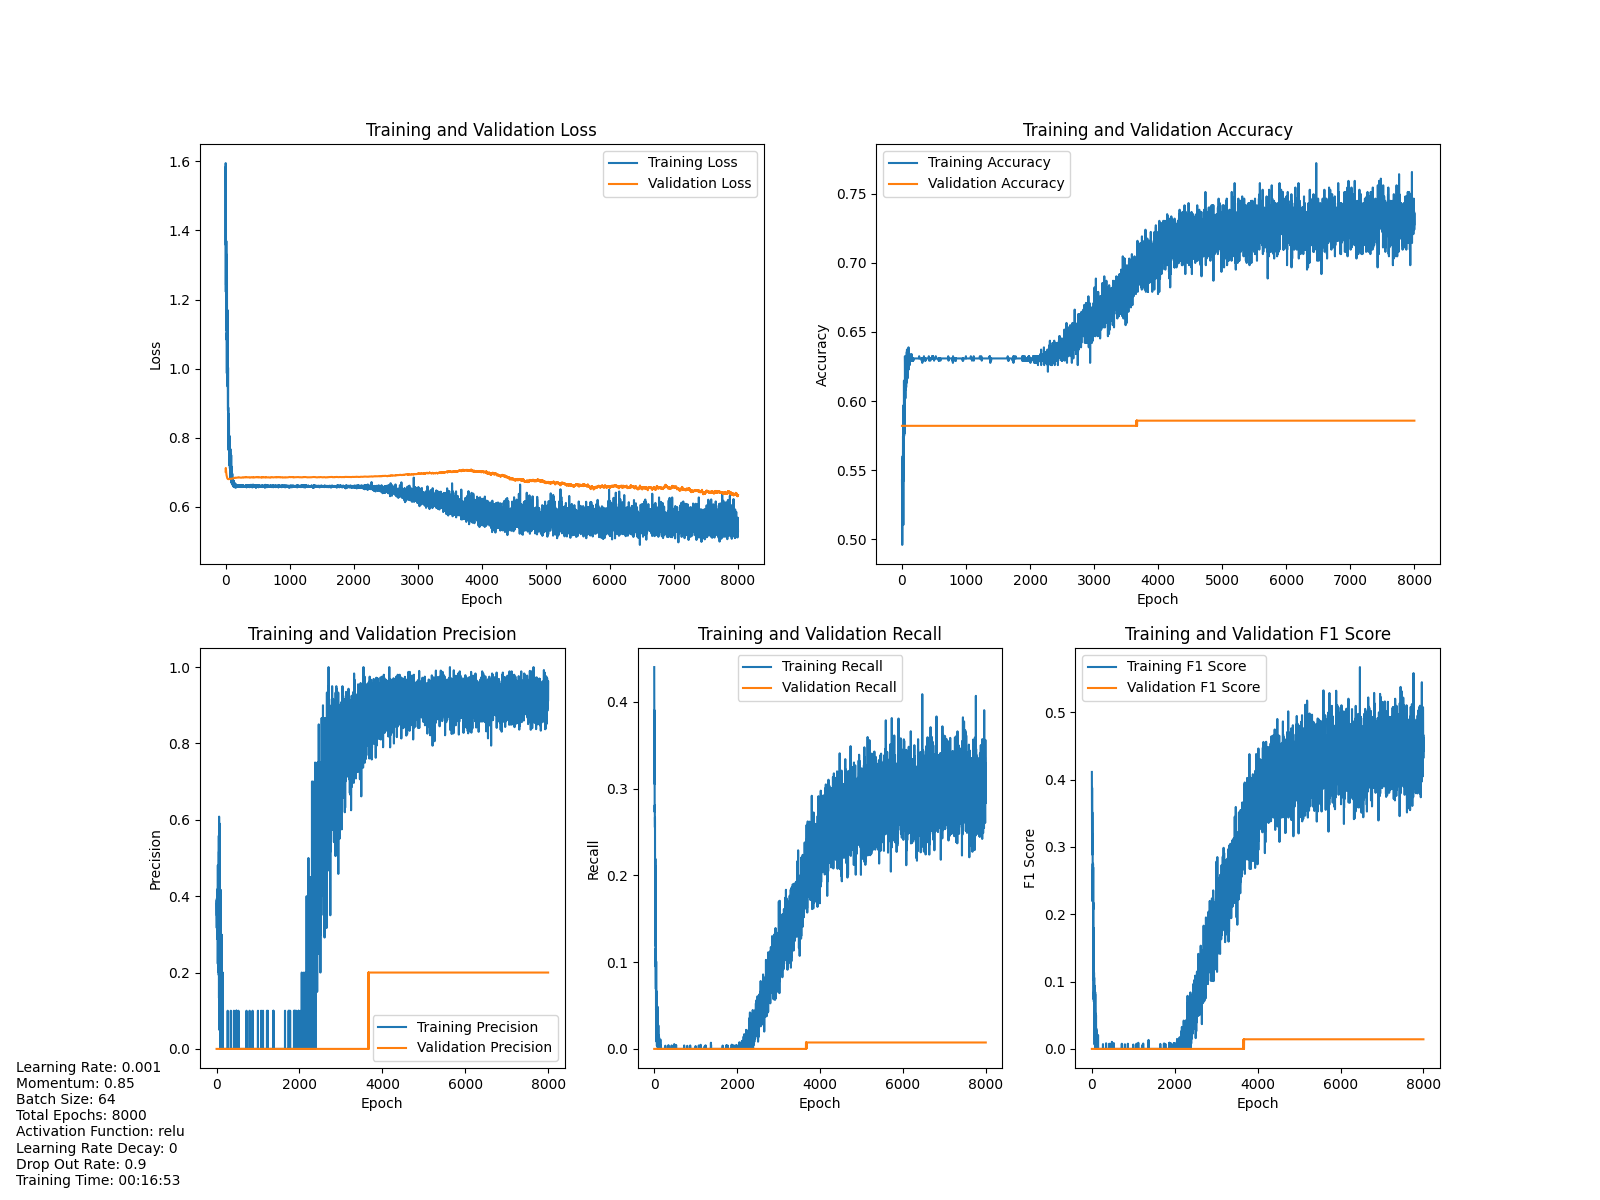 Training and Validation Loss
Training Loss
Validation Loss
1.6
1.4
1.2
1.0
0.8
0.6
Loss
0 1000 2000 3000 4000 5000 6000 7000 8000
Epoch
Training and Validation Accuracy
Training Accuracy
Validation Accuracy
0.75
0.70
0.65
0.60
0.55
0.50
Accuracy
0 1000 2000 3000 4000 5000 6000 7000 8000
Epoch
Training and Validation Precision
1.0
0.8
0.6
0.4
0.2
0.0
Precision
Training Precision
Validation Precision
0 2000 4000 6000 8000
Epoch
Training and Validation Recall
Training Recall
Validation Recall
0.4
0.3
0.2
0.1
0.0
Recall
0 2000 4000 6000 8000
Epoch
Training and Validation F1 Score
Training F1 Score
Validation F1 Score
0.5
0.4
0.3
0.2
0.1
0.0
F1 Score
0 2000 4000 6000 8000
Epoch
Learning Rate: 0.001
Momentum: 0.85
Batch Size: 64
Total Epochs: 8000
Activation Function: relu
Learning Rate Decay: 0
Drop Out Rate: 0.9
Training Time: 00:16:53